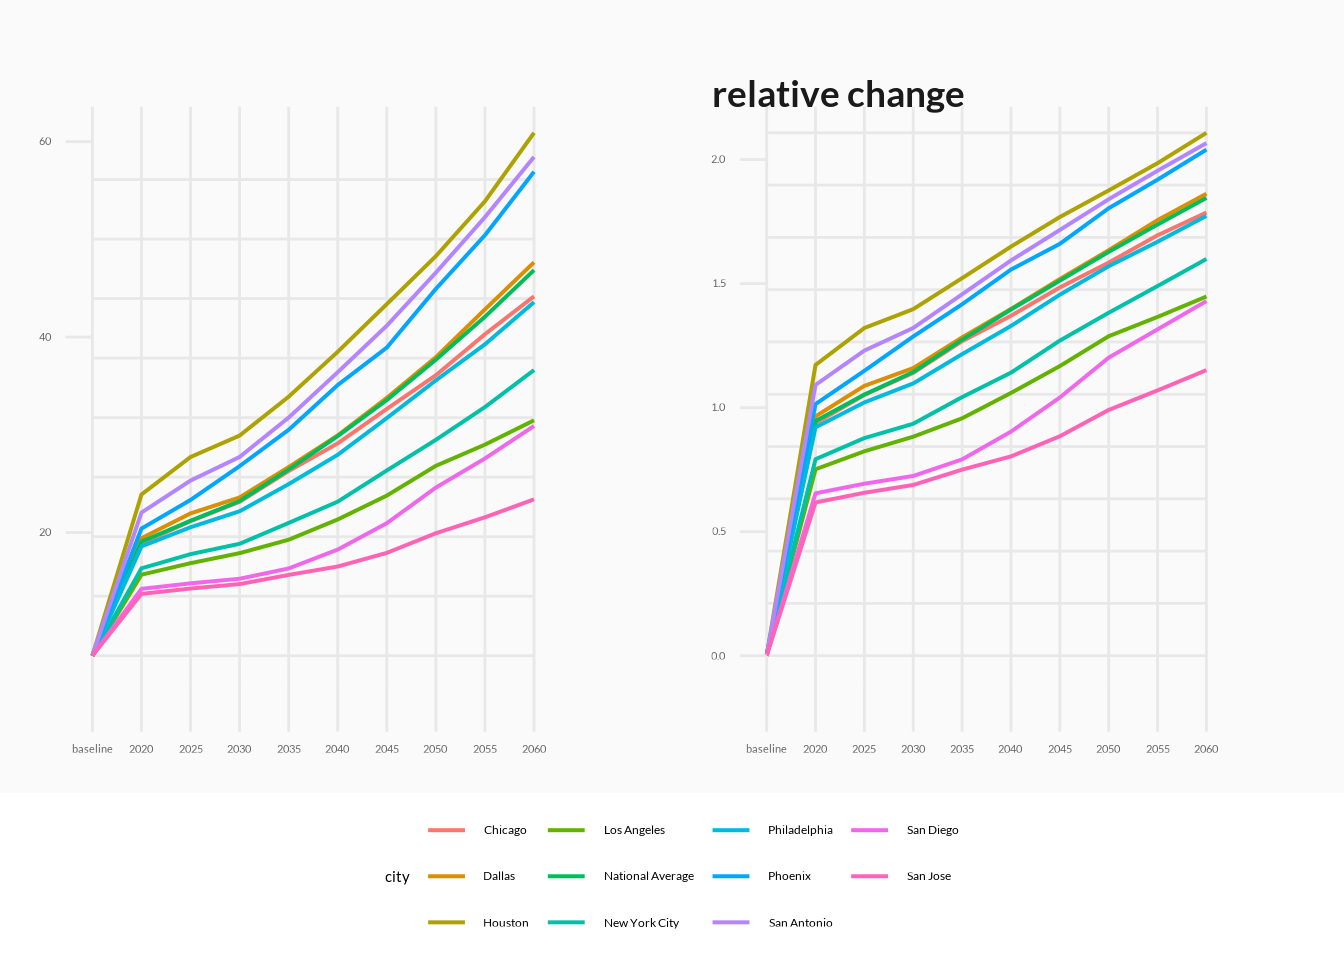 relative change
60
40
20
baseline 2020 2025 2030 2035 2040 2045 2050 2055 2060
2.0
1.5
1.0
0.5
0.0
baseline 2020 2025 2030 2035 2040 2045 2050 2055 2060
city
Chicago Los Angeles Philadelphia San Diego
Dallas National Average Phoenix San Jose
Houston New York City San Antonio